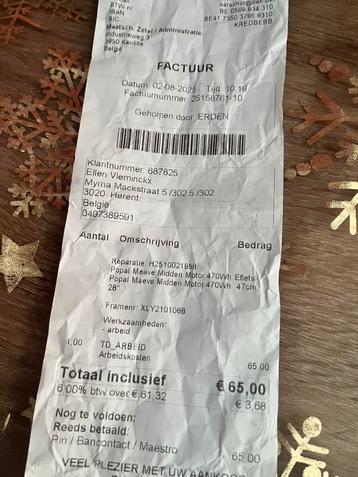 BTW nr
BE 0599.934.310
IBAN
BE41 7350 3795 8310
BIC
KREDBEBB
Maatsch. Zetel / Administratie:
Industrieweg 3
België
FACTUUR
Datum: 02-08-2025 Tijd: 10:19
Factuurnummer: 25158761-10
Geholpen door: ERDEN
Klantnummer: 687825
Ellen Vleminckx
Myrna Mackstraat 5 /302 5 /302
3020 Herent
België
0497389591
Aantal Omschrijving Bedrag
Reparatie: H251002195B
Popal Maeve Midden Motor 470Wh Efiets
Popal Maeve Midden Motor 470Wh 47cm
28"
Framenr: XLY2101068
Werkzaamheden:
- arbeid
1,00 TD_ARBEID 65,00
Arbeidskosten
Totaal inclusief € 65,00
6,00% btw over € 61,32 € 3,68
Nog te voldoen:
Reeds betaald:
Pin / Bancontact / Maestro 65,00
VEEL PLEZIER MET UW AANKOOP